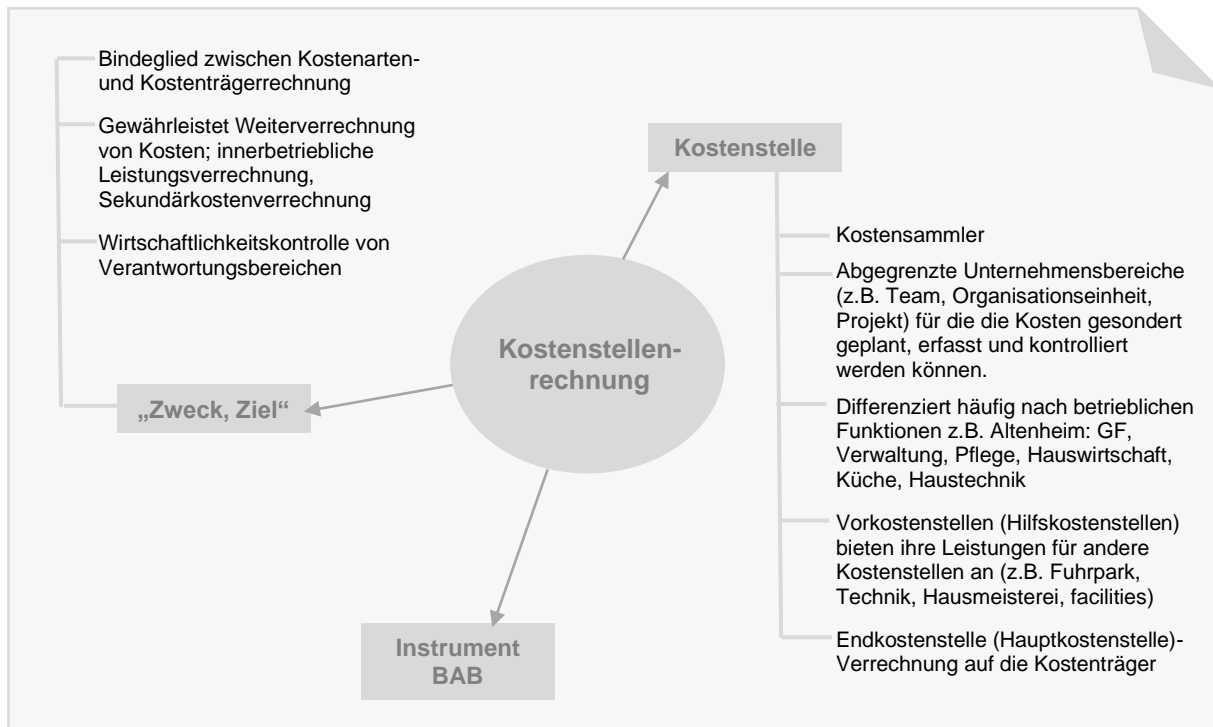 Bindeglied zwischen Kostenarten-
und Kostenträgerrechnung
Gewährleistet Weiterverrechnung
von Kosten; innerbetriebliche
Leistungsverrechnung,
Sekundärkostenverrechnung
Wirtschaftlichkeitskontrolle von
Verantwortungsbereichen
„Zweck, Ziel“
Kostenstellen-
rechnung
Instrument
BAB
Kostenstelle
Kostensammler
Abgegrenzte Unternehmensbereiche
(z.B. Team, Organisationseinheit,
Projekt) für die die Kosten gesondert
geplant, erfasst und kontrolliert
werden können.
Differenziert häufig nach betrieblichen
Funktionen z.B. Altenheim: GF,
Verwaltung, Pflege, Hauswirtschaft,
Küche, Haustechnik
Vorkostenstellen (Hilfskostenstellen)
bieten ihre Leistungen für andere
Kostenstellen an (z.B. Fuhrpark,
Technik, Hausmeisterei, facilities)
Endkostenstelle (Hauptkostenstelle)-
Verrechnung auf die Kostenträger